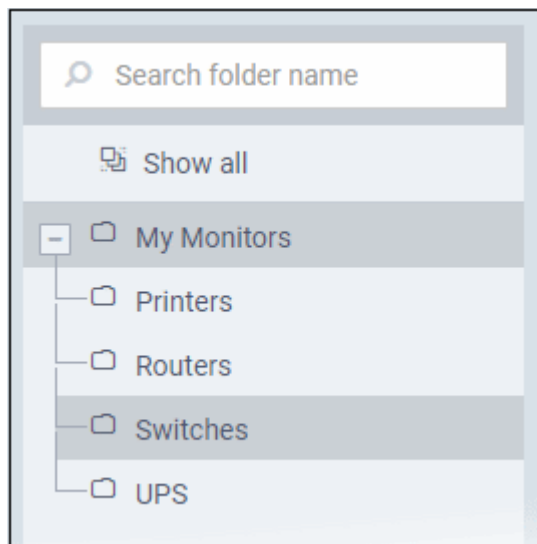 Search folder name
Show all
My Monitors
Printers
Routers
Switches
UPS